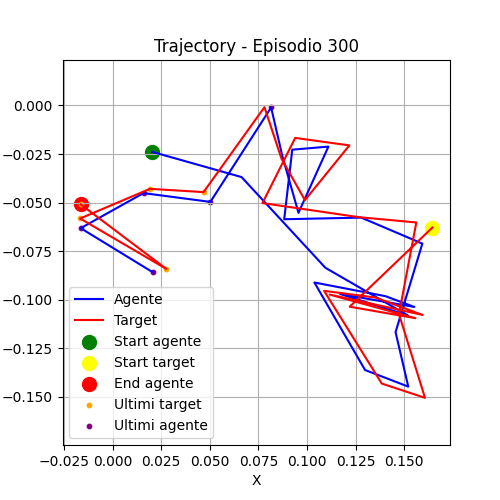 Trajectory - Episodio 300
0.000
−0.025
−0.050
−0.075
−0.100
−0.125
−0.150
Agente
Target
Start agente
Start target
End agente
Ultimi target
Ultimi agente
−0.025 0.000 0.025 0.050 0.075 0.100 0.125 0.150
X